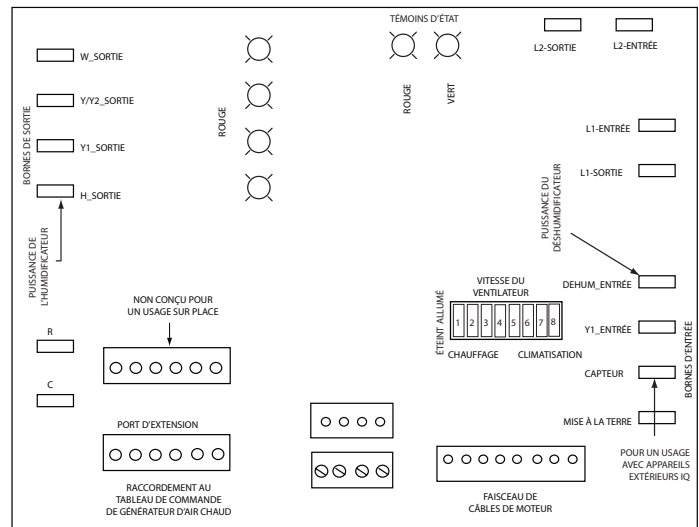 TÉMOINS D'ÉTAT
ROUGE
VERT
L2-SORTIE
L2-ENTRÉE
BORNES DE SORTIE
W_SORTIE
Y/Y2_SORTIE
Y1_SORTIE
H_SORTIE
ROUGE
L1-ENTRÉE
L1-SORTIE
PUISSANCE DE
L'HUMIDIFICATEUR
PUISSANCE DU
DÉSHUMIDIFICATEUR
R
C
NON CONÇU POUR
UN USAGE SUR PLACE
VITESSE DU
VENTILATEUR
ÉTEINT ALLUMÉ
1 2 3 4 5 6 7 8
CHAUFFAGE CLIMATISATION
DEHUM_ENTRÉE
Y1_ENTRÉE
CAPTEUR
MISE À LA TERRE
BORNES D'ENTRÉE
PORT D'EXTENSION
RACCORDEMENT AU
TABLEAU DE COMMANDE
DE GÉNÉRATEUR D'AIR CHAUD
FAISCEAU DE
CÂBLES DE MOTEUR
POUR UN USAGE
AVEC APPAREILS
EXTÉRIEURS IQ